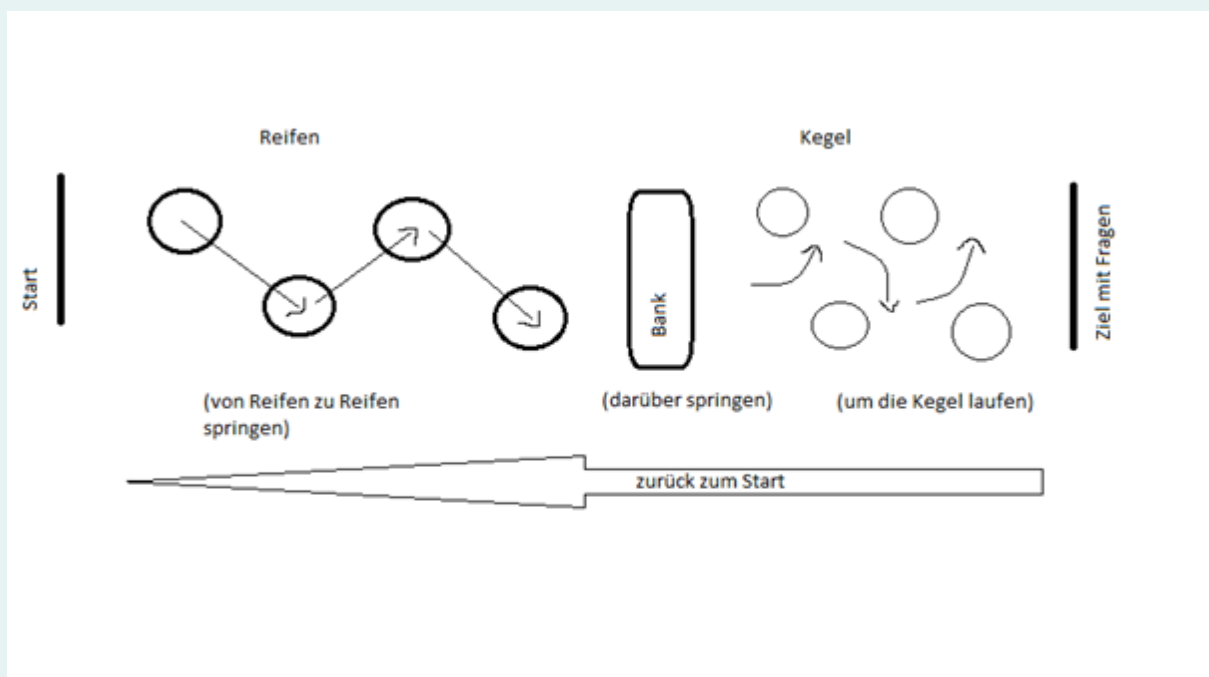 Reifen
Kegel
Start
Bank
Ziel mit Fragen
(von Reifen zu Reifen
springen)
(darüber springen)
(um die Kegel laufen)
zurück zum Start